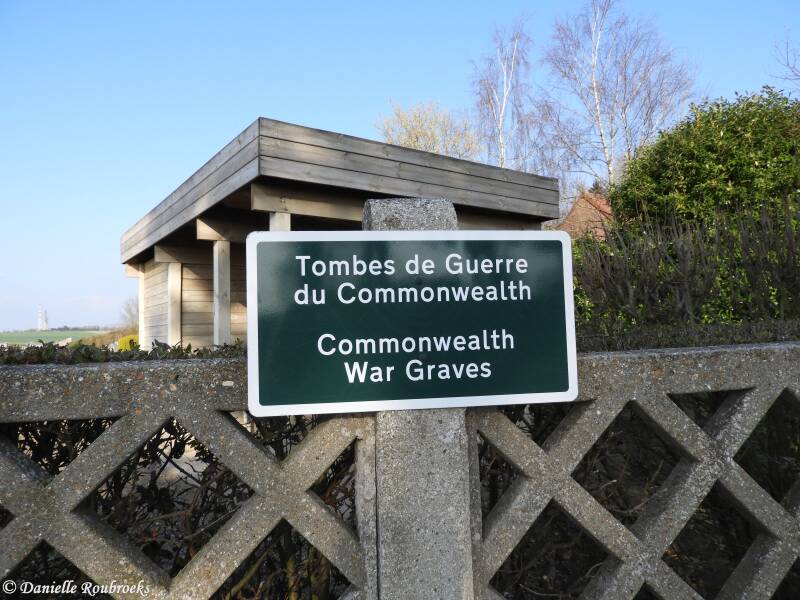 Tombes de Guerre
du Commonwealth
Commonwealth
War Graves
© Danielle Roubroeks